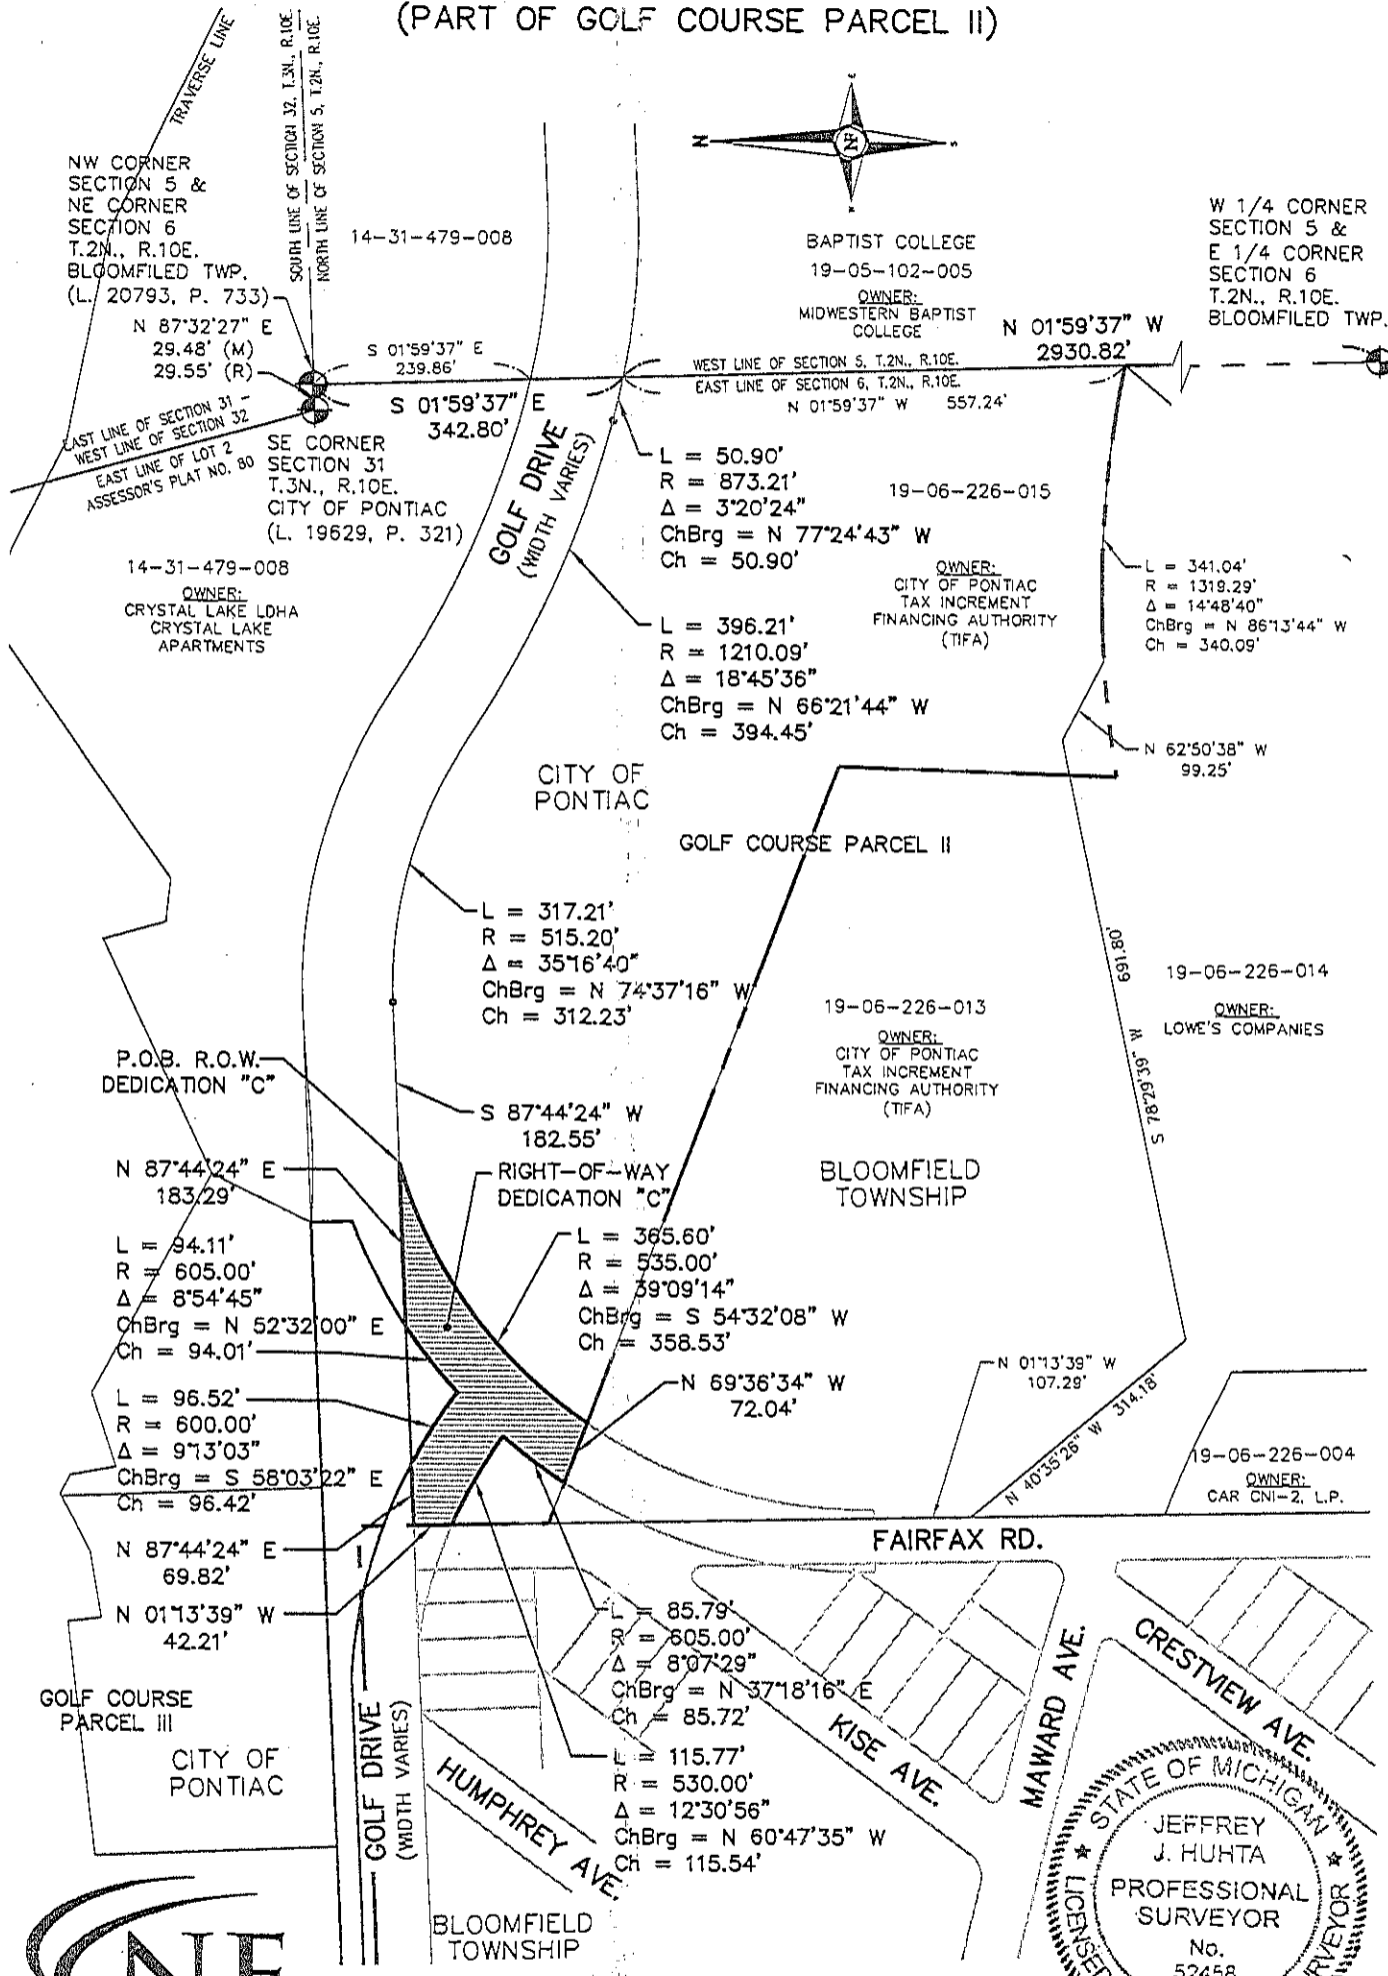 (PART OF GOLF COURSE PARCEL II)
TRAVERSE LINE
SOUTH LINE OF SECTION 32, T.3N., R.10E.
NORTH LINE OF SECTION 5, T.2N., R.10E.
N
S
NF
NW CORNER
SECTION 5 &
NE CORNER
SECTION 6
T.2N., R.10E.
BLOOMFILED TWP.
(L. 20793, P. 733)
14-31-479-008
BAPTIST COLLEGE
19-05-102-005
OWNER:
MIDWESTERN BAPTIST
COLLEGE
W 1/4 CORNER
SECTION 5 &
E 1/4 CORNER
SECTION 6
T.2N., R.10E.
BLOOMFILED TWP.
N 87°32'27" E
29.48' (M)
29.55' (R)
S 01°59'37" E
239.86'
N 01°59'37" W
2930.82'
WEST LINE OF SECTION 5, T.2N., R.10E.
EAST LINE OF SECTION 6, T.2N., R.10E.
N 01°59'37" W 557.24'
S 01°59'37" E
342.80'
EAST LINE OF SECTION 31 -
WEST LINE OF SECTION 32
EAST LINE OF LOT 2
ASSESSOR'S PLAT NO. 80
SE CORNER
SECTION 31
T.3N., R.10E.
CITY OF PONTIAC
(L. 19629, P. 321)
GOLF DRIVE
(WIDTH VARIES)
L = 50.90'
R = 873.21'
Δ = 3°20'24"
ChBrg = N 77°24'43" W
Ch = 50.90'
19-06-226-015
OWNER:
CITY OF PONTIAC
TAX INCREMENT
FINANCING AUTHORITY
(TIFA)
L = 341.04'
R = 1319.29'
Δ = 14°48'40"
ChBrg = N 86°13'44" W
Ch = 340.09'
14-31-479-008
OWNER:
CRYSTAL LAKE LDHA
CRYSTAL LAKE
APARTMENTS
L = 396.21'
R = 1210.09'
Δ = 18°45'36"
ChBrg = N 66°21'44" W
Ch = 394.45'
N 62°50'38" W
99.25'
CITY OF
PONTIAC
GOLF COURSE PARCEL II
L = 317.21'
R = 515.20'
Δ = 35°16'40"
ChBrg = N 74°37'16" W
Ch = 312.23'
691.80'
S 78°29'39" W
19-06-226-014
OWNER:
LOWE'S COMPANIES
19-06-226-013
OWNER:
CITY OF PONTIAC
TAX INCREMENT
FINANCING AUTHORITY
(TIFA)
P.O.B. R.O.W.
DEDICATION "C"
S 87°44'24" W
182.55'
N 87°44'24" E
183.29'
RIGHT-OF-WAY
DEDICATION "C"
BLOOMFIELD
TOWNSHIP
L = 94.11'
R = 605.00'
Δ = 8°54'45"
ChBrg = N 52°32'00" E
Ch = 94.01'
L = 365.60'
R = 535.00'
Δ = 39°09'14"
ChBrg = S 54°32'08" W
Ch = 358.53'
N 69°36'34" W
72.04'
N 01°13'39" W
107.29'
N 40°35'26" W 314.18'
L = 96.52'
R = 600.00'
Δ = 9°13'03"
ChBrg = S 58°03'22" E
Ch = 96.42'
19-06-226-004
OWNER:
CAR CNI-2, L.P.
N 87°44'24" E
69.82'
FAIRFAX RD.
N 01°13'39" W
42.21'
L = 85.79'
R = 605.00'
Δ = 8°07'29"
ChBrg = N 37°18'16" E
Ch = 85.72'
GOLF COURSE
PARCEL III
CITY OF
PONTIAC
GOLF DRIVE
(WIDTH VARIES)
HUMPHREY AVE.
KISE AVE.
MAWARD AVE.
CRESTVIEW AVE.
L = 115.77'
R = 530.00'
Δ = 12°30'56"
ChBrg = N 60°47'35" W
Ch = 115.54'
BLOOMFIELD
TOWNSHIP
STATE OF MICHIGAN
JEFFREY
J. HUHTA
PROFESSIONAL
SURVEYOR
No.
52458
LICENSED
NF